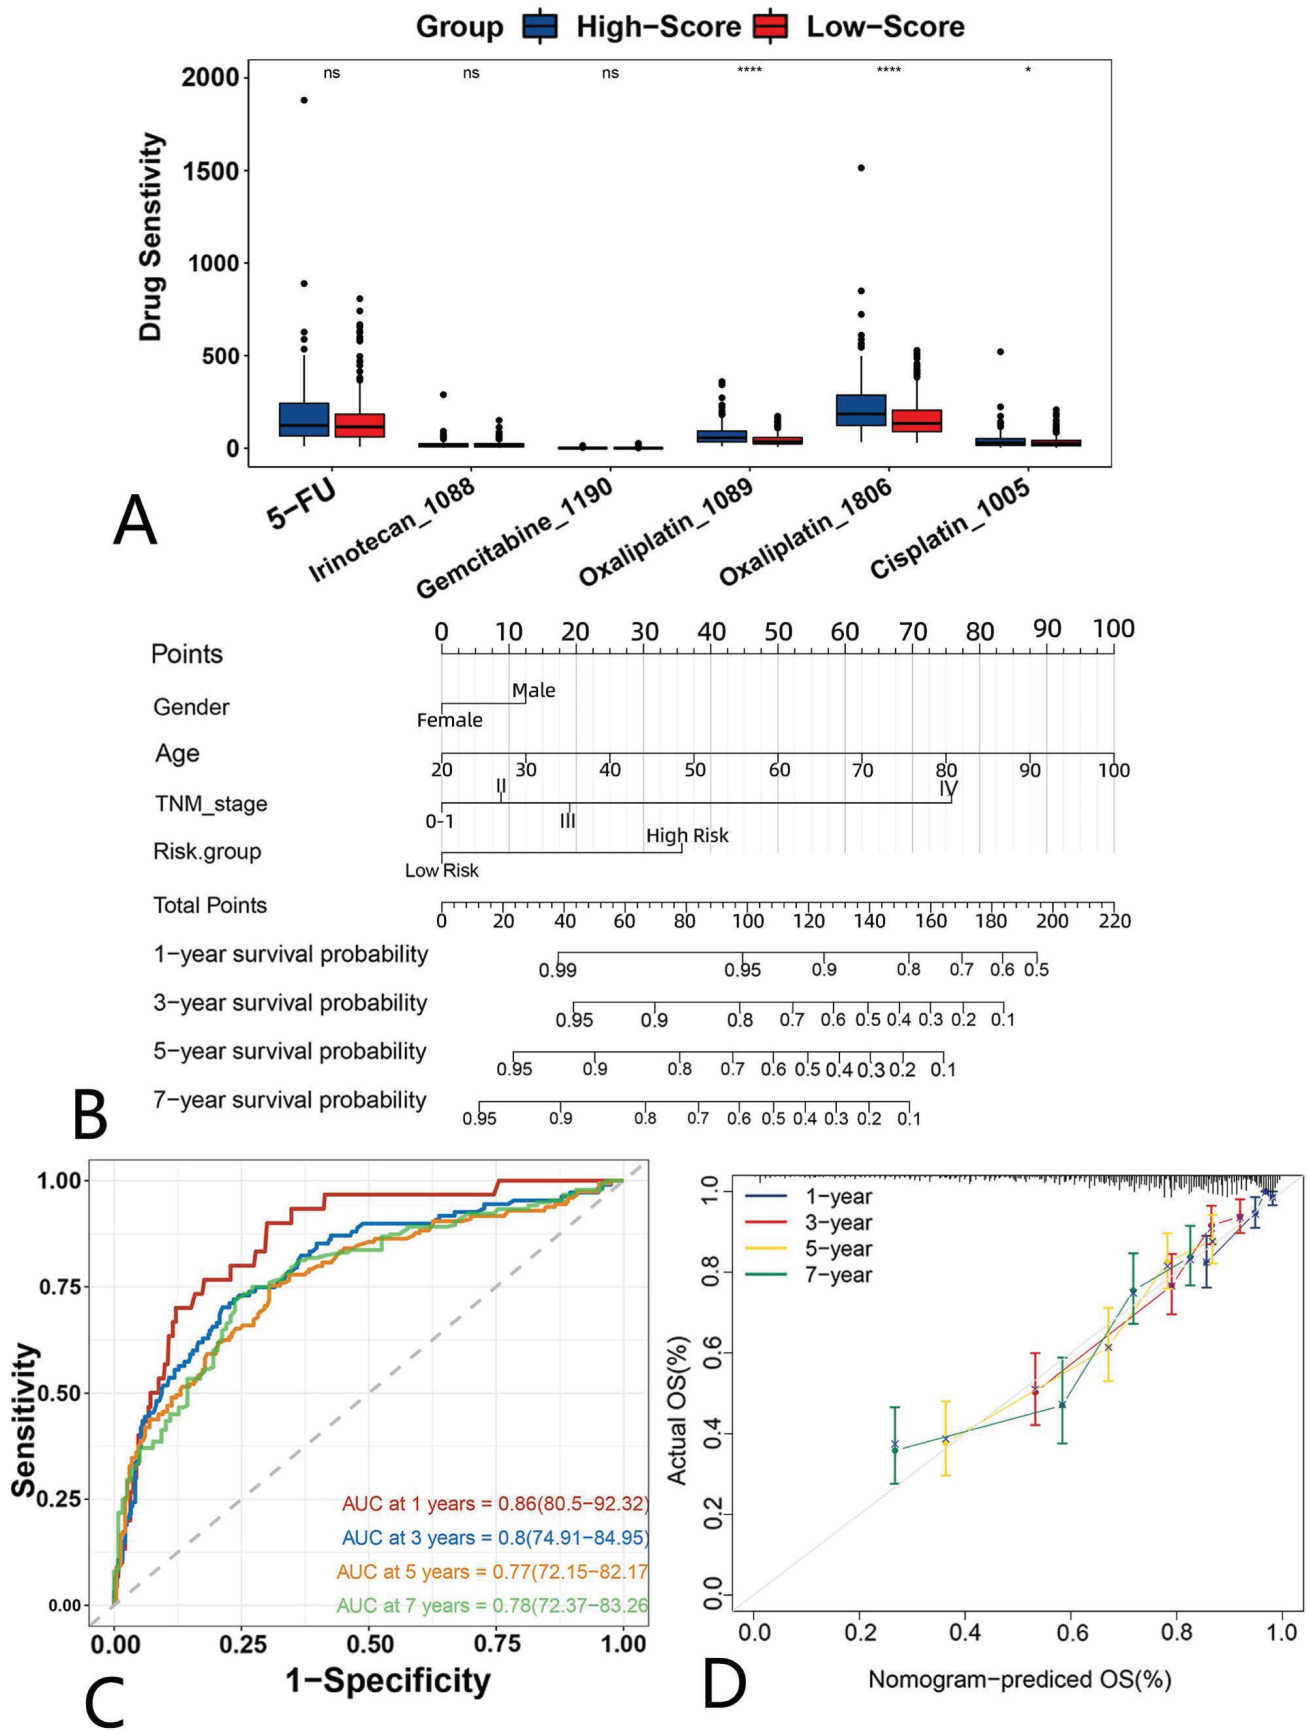 Group High−Score Low−Score
ns ns ns **** **** *
2000
1500
1000
500
0
Drug Senstivity
5−FU Irinotecan_1088 Gemcitabine_1190 Oxaliplatin_1089 Oxaliplatin_1806 Cisplatin_1005
A
0 10 20 30 40 50 60 70 80 90 100
Points
Male
Gender
Female
Age
20 30 40 50 60 70 80 90 100
II IV
TNM_stage
0-1 III
High Risk
Risk.group
Low Risk
Total Points
0 20 40 60 80 100 120 140 160 180 200 220
1−year survival probability
0.99 0.95 0.9 0.8 0.7 0.6 0.5
3−year survival probability
0.95 0.9 0.8 0.7 0.6 0.5 0.4 0.3 0.2 0.1
5−year survival probability
0.95 0.9 0.8 0.7 0.6 0.5 0.4 0.3 0.2 0.1
7−year survival probability
0.95 0.9 0.8 0.7 0.6 0.5 0.4 0.3 0.2 0.1
B
1.00
0.75
0.50
0.25
0.00
Sensitivity
AUC at 1 years = 0.86(80.5−92.32)
AUC at 3 years = 0.8(74.91−84.95)
AUC at 5 years = 0.77(72.15−82.17
AUC at 7 years = 0.78(72.37−83.26
0.00 0.25 0.50 0.75 1.00
1−Specificity
C
1−year
3−year
5−year
7−year
1.0
0.8
0.6
0.4
0.2
0.0
Actual OS(%)
0.0 0.2 0.4 0.6 0.8 1.0
Nomogram−prediced OS(%)
D